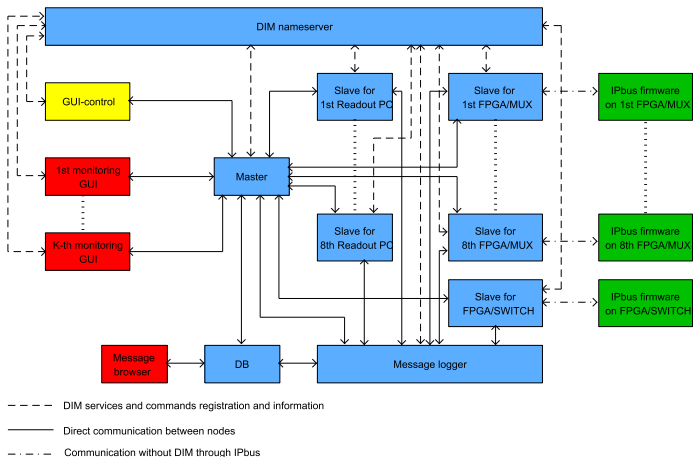 DIM nameserver
GUI-control
Slave for
1st Readout PC
Slave for
1st FPGA/MUX
IPbus firmware
on 1st FPGA/MUX
1st monitoring
GUI
Master
K-th monitoring
GUI
Slave for
8th Readout PC
Slave for
8th FPGA/MUX
IPbus firmware
on 8th FPGA/MUX
Slave for
FPGA/SWITCH
IPbus firmware
on FPGA/SWITCH
Message
browser
DB
Message logger
DIM services and commands registration and information
Direct communication between nodes
Communication without DIM through IPbus